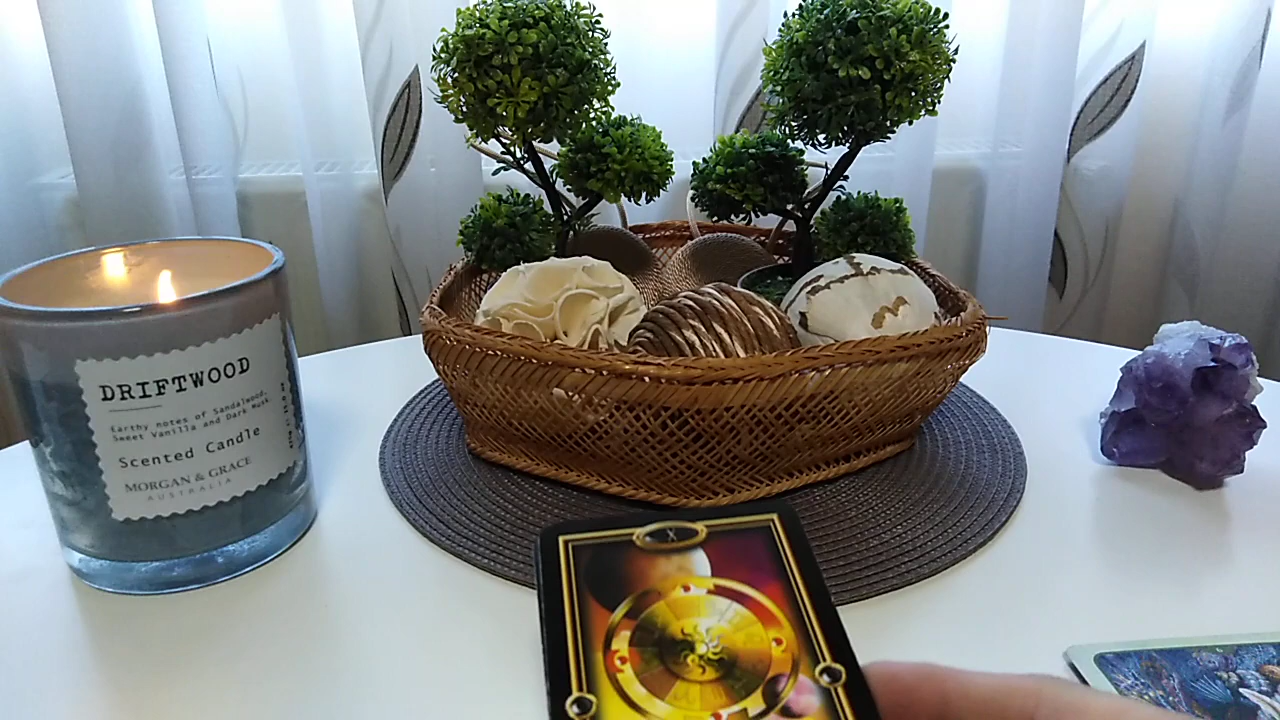 DRIFTWOOD
Earthy notes of Sandalwood,
Sweet Vanilla and Dark Musk
Scented Candle
MORGAN & GRACE
AUSTRALIA
X